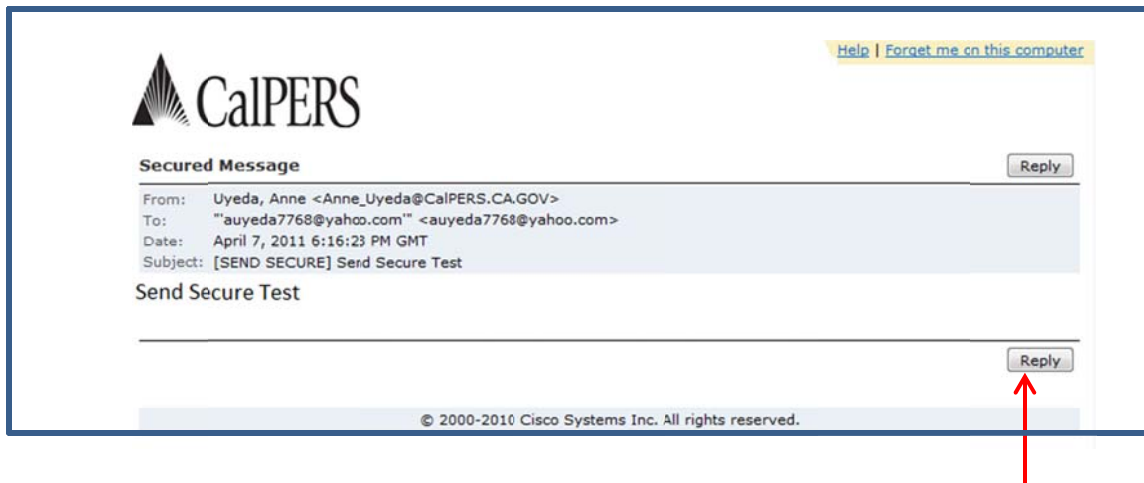 Help | Forget me on this computer
CalPERS
Secured Message
Reply
From: Uyeda, Anne <Anne_Uyeda@CalPERS.CA.GOV>
To: "'auyeda7768@yahoo.com'" <auyeda7768@yahoo.com>
Date: April 7, 2011 6:16:23 PM GMT
Subject: [SEND SECURE] Send Secure Test
Send Secure Test
Reply
© 2000-2010 Cisco Systems Inc. All rights reserved.